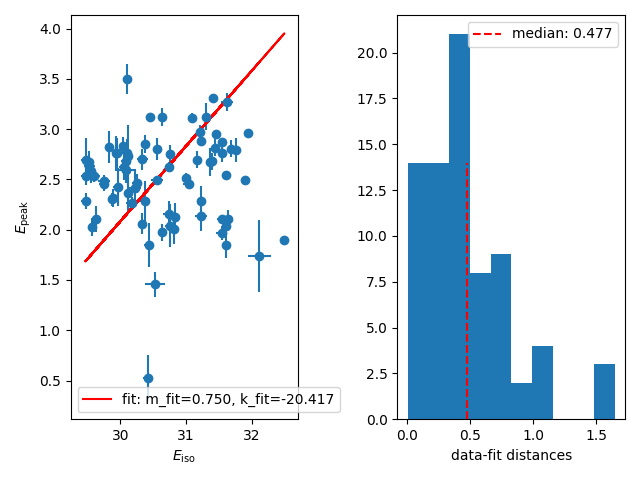 4.0
3.5
3.0
2.5
2.0
1.5
1.0
0.5
E_peak
fit: m_fit=0.750, k_fit=-20.417
30 31 32
E_iso
median: 0.477
20.0
17.5
15.0
12.5
10.0
7.5
5.0
2.5
0.0
0.0 0.5 1.0 1.5
data-fit distances